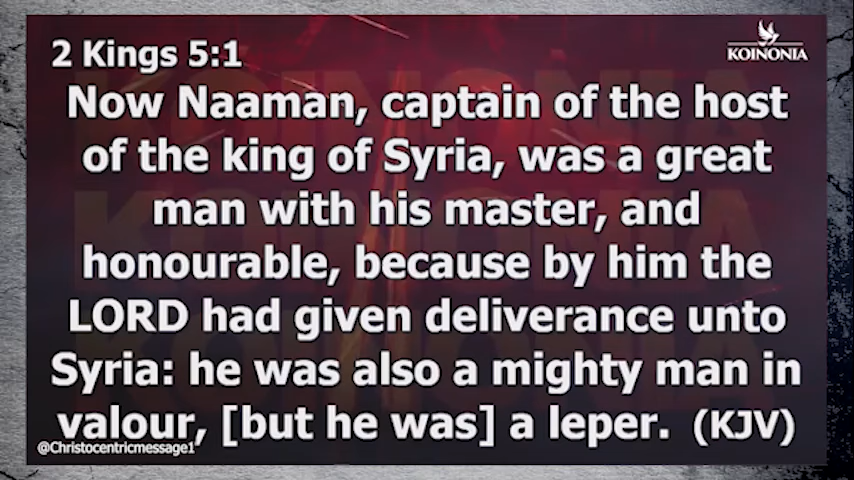 2 Kings 5:1
KOINONIA
Now Naaman, captain of the host
of the king of Syria, was a great
man with his master, and
honourable, because by him the
LORD had given deliverance unto
Syria: he was also a mighty man in
valour, [but he was] a leper. (KJV)
@Christocentricmessage1